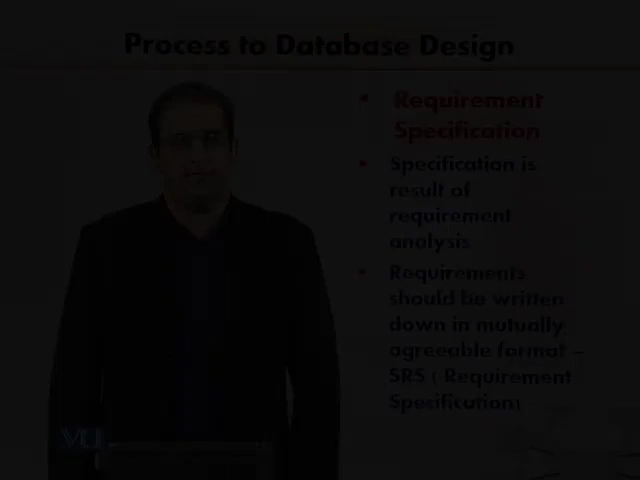 Process to Database Design
Requirement
Specification
Specification is
result of
requirement
analysis
Requirements
should be written
down in mutually
agreeable format –
SRS ( Requirement
Specification)
VU